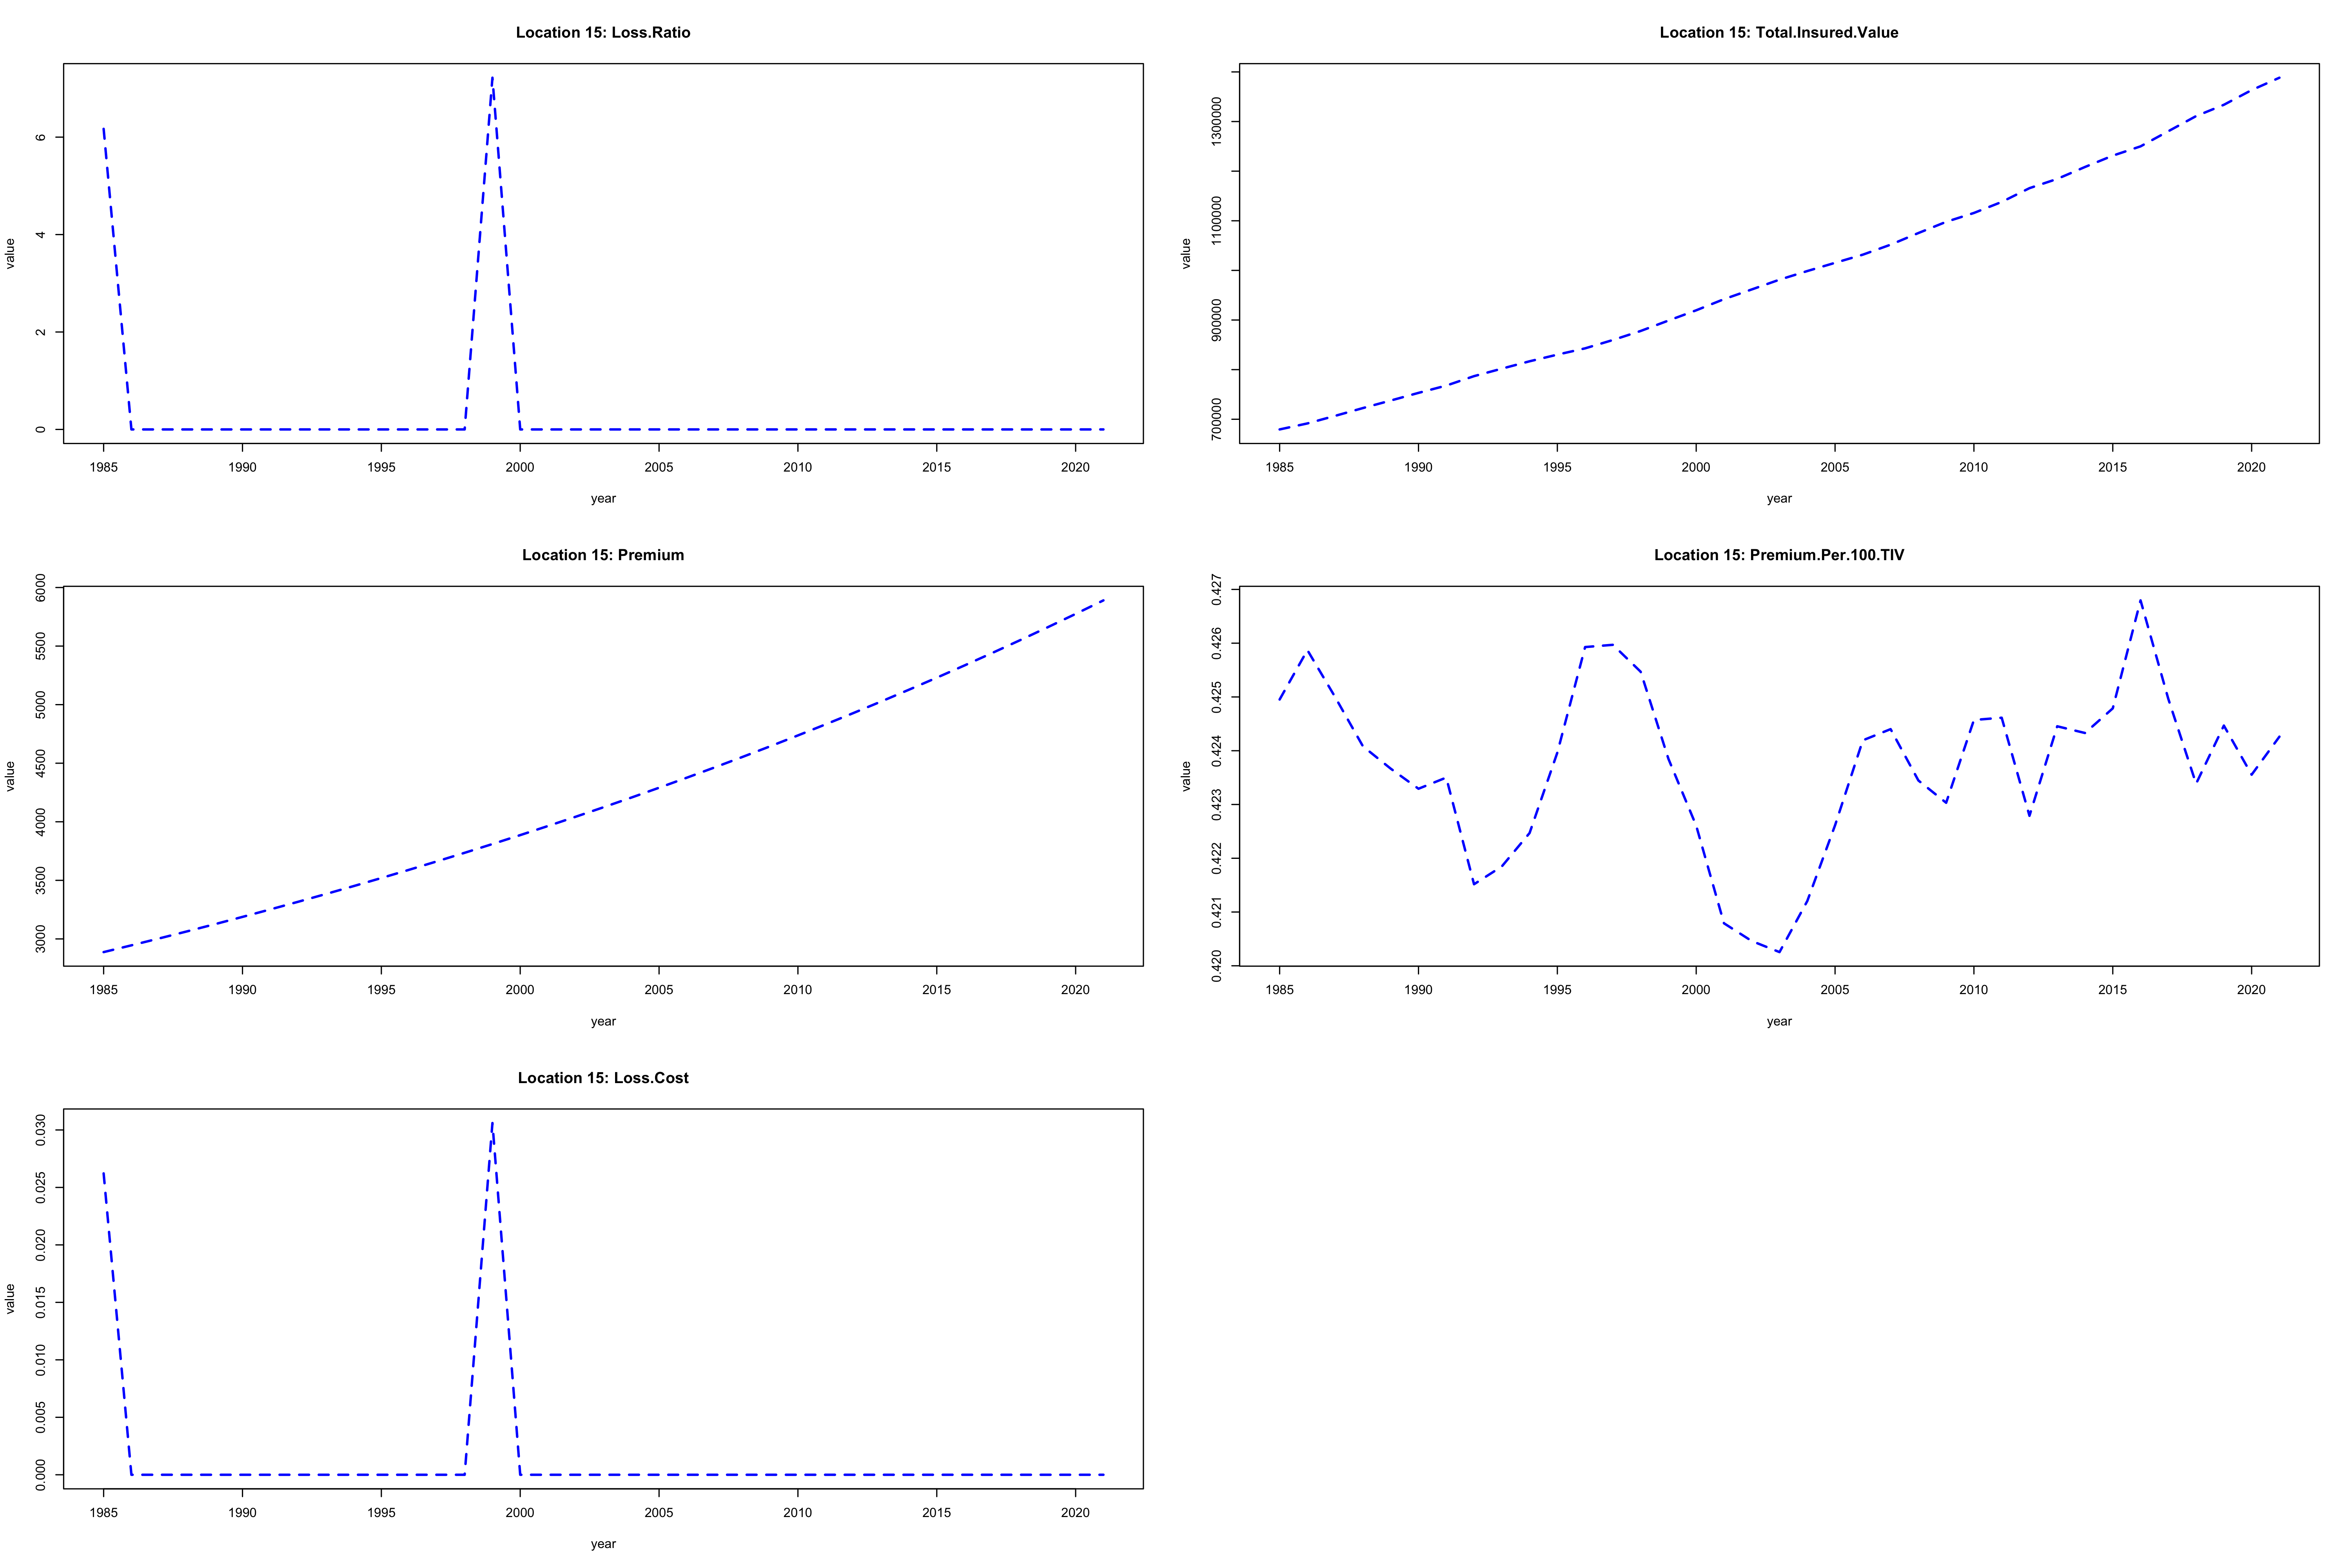 Location 15: Loss.Ratio
value
0 2 4 6
1985 1990 1995 2000 2005 2010 2015 2020
year
Location 15: Total.Insured.Value
value
700000 900000 1100000 1300000
1985 1990 1995 2000 2005 2010 2015 2020
year
Location 15: Premium
value
3000 3500 4000 4500 5000 5500 6000
1985 1990 1995 2000 2005 2010 2015 2020
year
Location 15: Premium.Per.100.TIV
value
0.420 0.421 0.422 0.423 0.424 0.425 0.426 0.427
1985 1990 1995 2000 2005 2010 2015 2020
year
Location 15: Loss.Cost
value
0.000 0.005 0.010 0.015 0.020 0.025 0.030
1985 1990 1995 2000 2005 2010 2015 2020
year